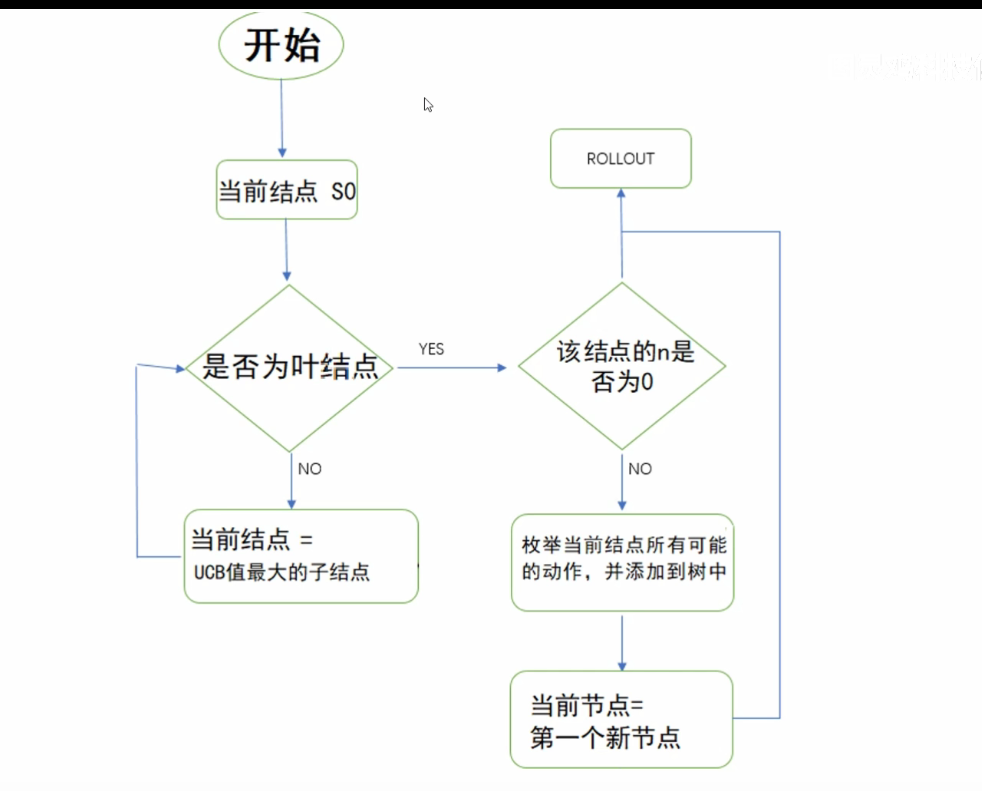 开始
当前结点 S0
是否为叶结点
YES
NO
当前结点 =
UCB值最大的子结点
ROLLOUT
该结点的n是
否为0
NO
枚举当前结点所有可能
的动作，并添加到树中
当前节点=
第一个新节点